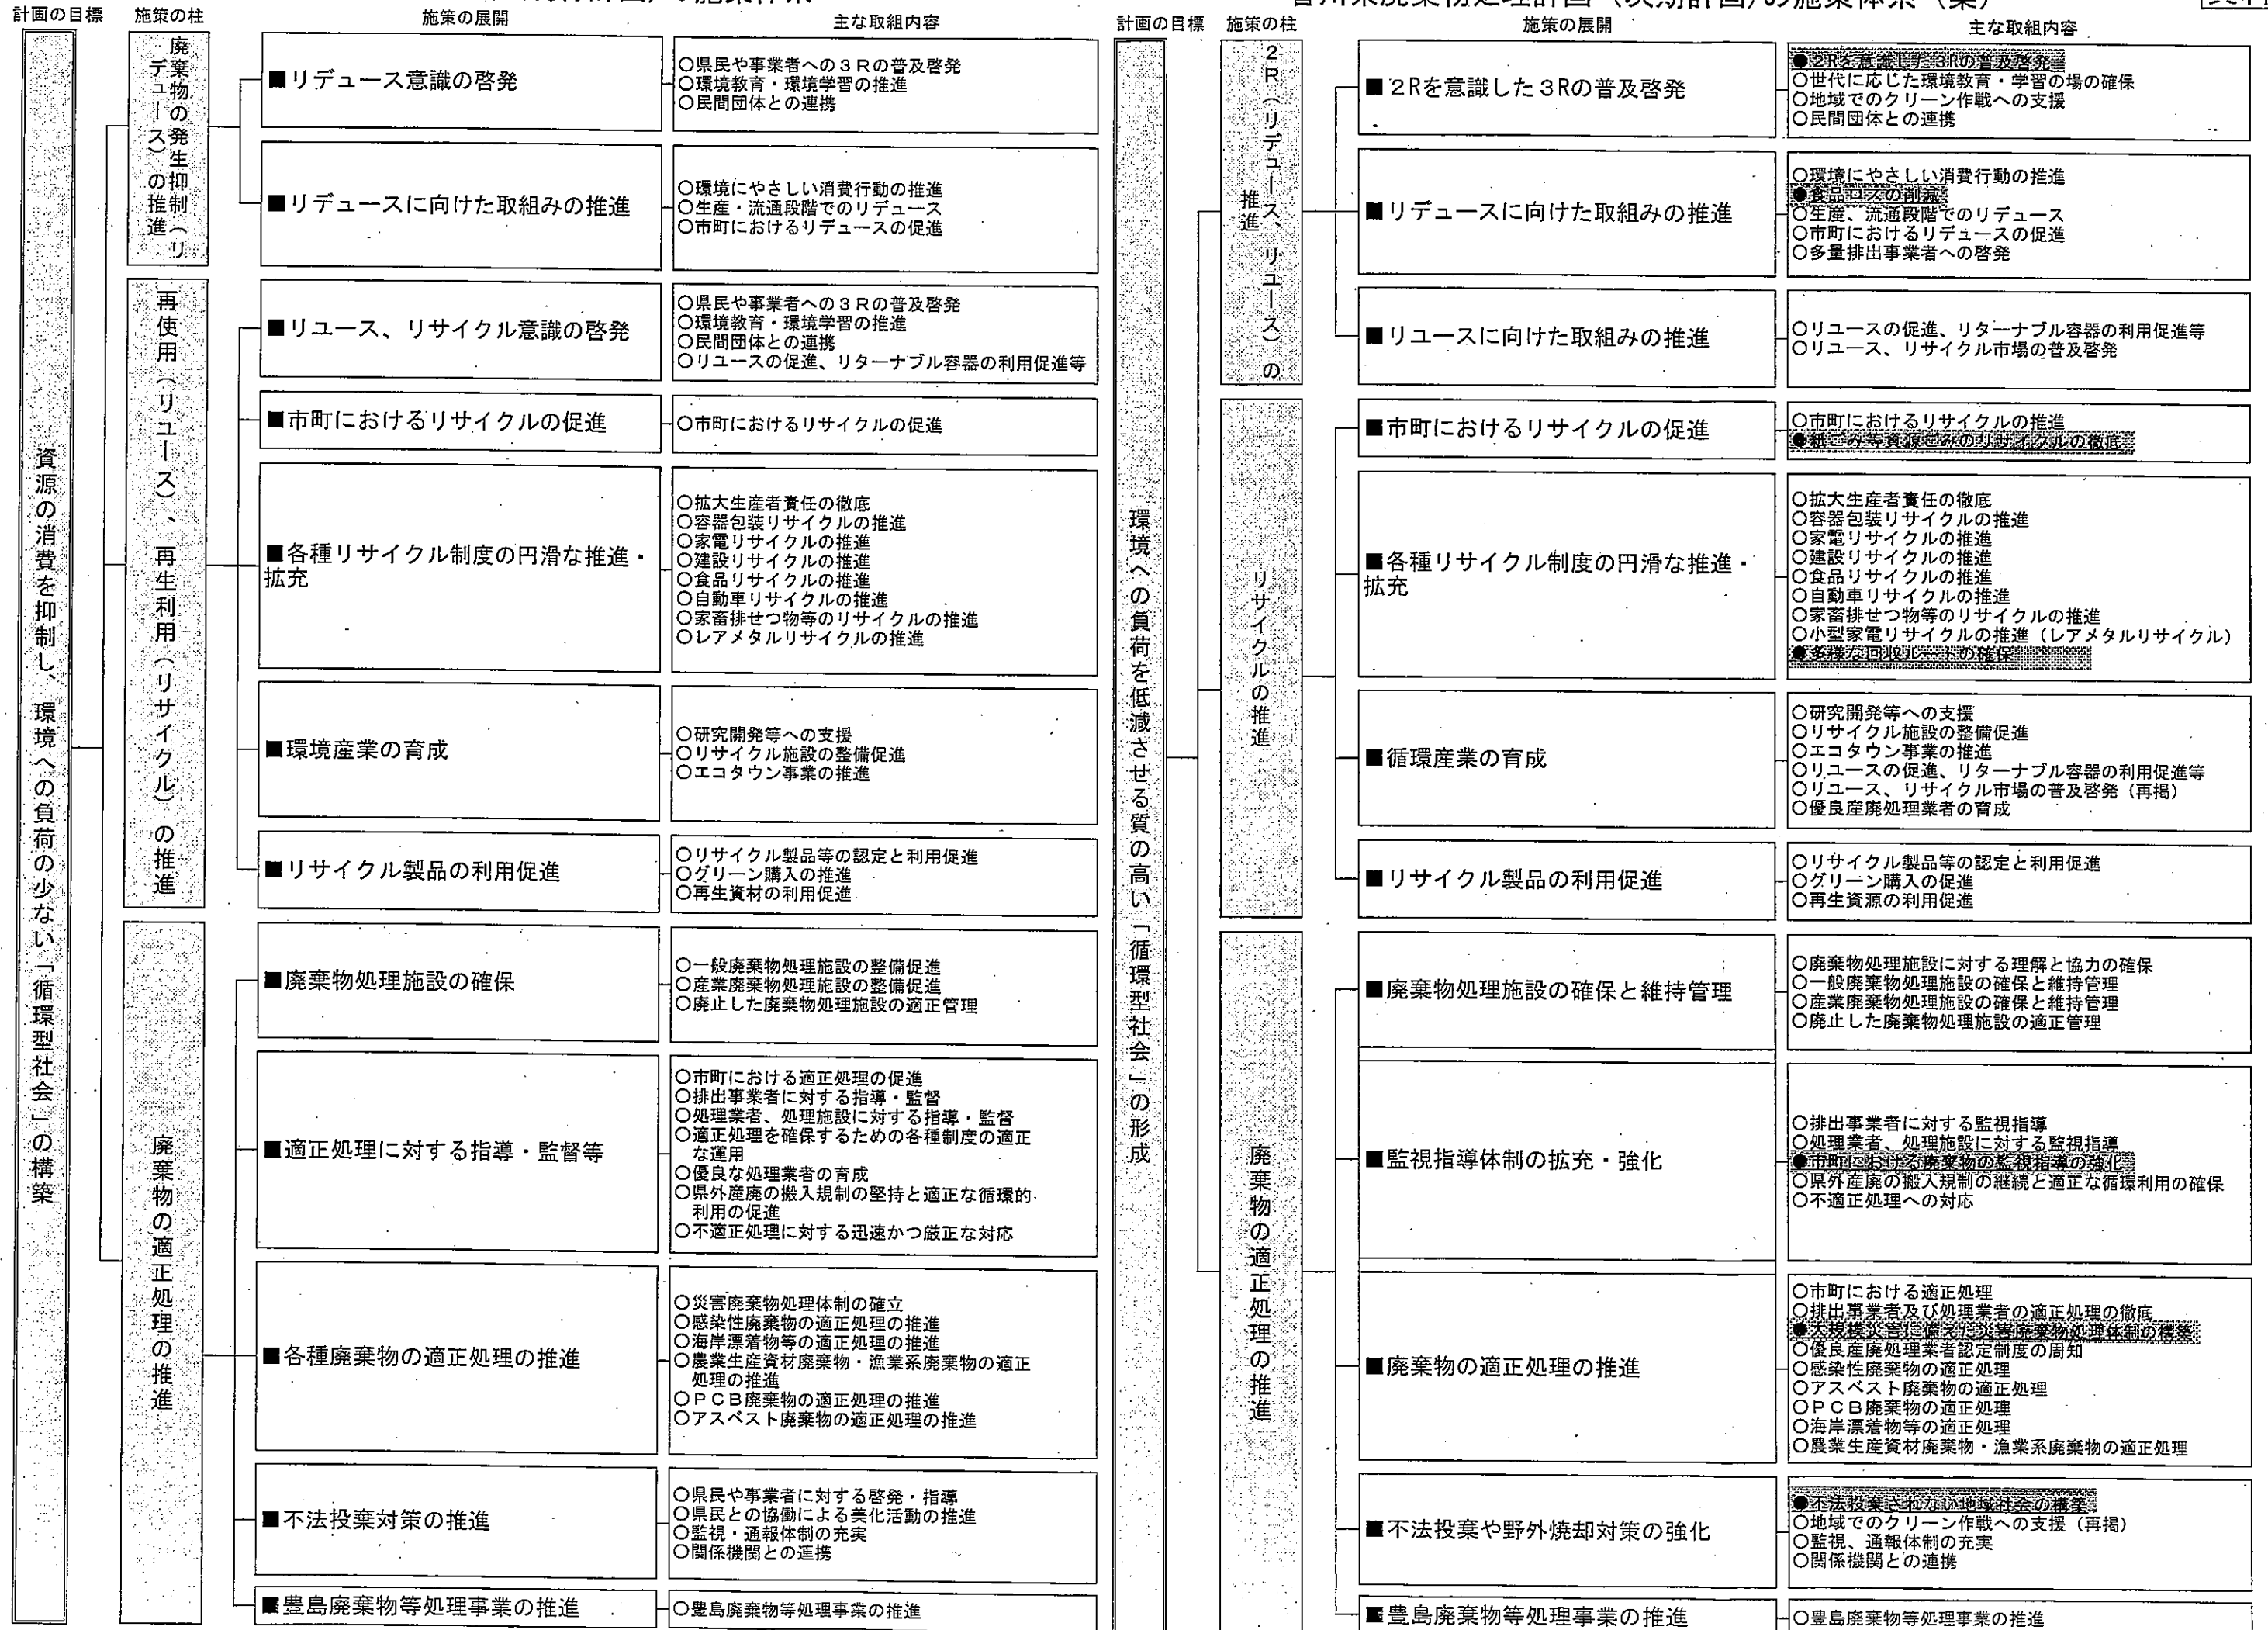 計画の目標
施策の柱
施策の展開
主な取組内容
資源の消費を抑制し、環境への負荷の少ない「循環型社会」の構築
廃棄物の発生抑制（リ
デュース）の推進
■リデュース意識の啓発
○県民や事業者への３Ｒの普及啓発
○環境教育・環境学習の推進
○民間団体との連携
■リデュースに向けた取組みの推進
○環境にやさしい消費行動の推進
○生産・流通段階でのリデュース
○市町におけるリデュースの促進
再使用（リユース）、再生利用（リサイクル）の推進
■リユース、リサイクル意識の啓発
○県民や事業者への３Ｒの普及啓発
○環境教育・環境学習の推進
○民間団体との連携
○リユースの促進、リターナブル容器の利用促進等
■市町におけるリサイクルの促進
○市町におけるリサイクルの促進
■各種リサイクル制度の円滑な推進・
拡充
○拡大生産者責任の徹底
○容器包装リサイクルの推進
○家電リサイクルの推進
○建設リサイクルの推進
○食品リサイクルの推進
○自動車リサイクルの推進
○家畜排せつ物等のリサイクルの推進
○レアメタルリサイクルの推進
■環境産業の育成
○研究開発等への支援
○リサイクル施設の整備促進
○エコタウン事業の推進
■リサイクル製品の利用促進
○リサイクル製品等の認定と利用促進
○グリーン購入の推進
○再生資材の利用促進
廃棄物の適正処理の推進
■廃棄物処理施設の確保
○一般廃棄物処理施設の整備促進
○産業廃棄物処理施設の整備促進
○廃止した廃棄物処理施設の適正管理
■適正処理に対する指導・監督等
○市町における適正処理の促進
○排出事業者に対する指導・監督
○処理業者、処理施設に対する指導・監督
○適正処理を確保するための各種制度の適正
な運用
○優良な処理業者の育成
○県外産廃の搬入規制の堅持と適正な循環的
利用の促進
○不適正処理に対する迅速かつ厳正な対応
■各種廃棄物の適正処理の推進
○災害廃棄物処理体制の確立
○感染性廃棄物の適正処理の推進
○海岸漂着物等の適正処理の推進
○農業生産資材廃棄物・漁業系廃棄物の適正
処理の推進
○ＰＣＢ廃棄物の適正処理の推進
○アスベスト廃棄物の適正処理の推進
■不法投棄対策の推進
○県民や事業者に対する啓発・指導
○県民との協働による美化活動の推進
○監視・通報体制の充実
○関係機関との連携
■豊島廃棄物等処理事業の推進
○豊島廃棄物等処理事業の推進
計画の目標
施策の柱
施策の展開
主な取組内容
環境への負荷を低減させる質の高い「循環型社会」の形成
２Ｒ（リデュース、リユース）の
推進
■２Rを意識した３Rの普及啓発
●２Rを意識した３Rの普及啓発
○世代に応じた環境教育・学習の場の確保
○地域でのクリーン作戦への支援
○民間団体との連携
■リデュースに向けた取組みの推進
○環境にやさしい消費行動の推進
●食品ロスの削減
○生産、流通段階でのリデュース
○市町におけるリデュースの促進
○多量排出事業者への啓発
■リユースに向けた取組みの推進
○リユースの促進、リターナブル容器の利用促進等
○リユース、リサイクル市場の普及啓発
リサイクルの推進
■市町におけるリサイクルの促進
○市町におけるリサイクルの推進
●紙ごみ等資源ごみのリサイクルの徹底
■各種リサイクル制度の円滑な推進・
拡充
○拡大生産者責任の徹底
○容器包装リサイクルの推進
○家電リサイクルの推進
○建設リサイクルの推進
○食品リサイクルの推進
○自動車リサイクルの推進
○家畜排せつ物等のリサイクルの推進
○小型家電リサイクルの推進（レアメタルリサイクル）
●多様な回収ルートの確保
■循環産業の育成
○研究開発等への支援
○リサイクル施設の整備促進
○エコタウン事業の推進
○リユースの促進、リターナブル容器の利用促進等
○リユース、リサイクル市場の普及啓発（再掲）
○優良産廃処理業者の育成
■リサイクル製品の利用促進
○リサイクル製品等の認定と利用促進
○グリーン購入の促進
○再生資源の利用促進
廃棄物の適正処理の推進
■廃棄物処理施設の確保と維持管理
○廃棄物処理施設に対する理解と協力の確保
○一般廃棄物処理施設の確保と維持管理
○産業廃棄物処理施設の確保と維持管理
○廃止した廃棄物処理施設の適正管理
■監視指導体制の拡充・強化
○排出事業者に対する監視指導
○処理業者、処理施設に対する監視指導
●市町における廃棄物の監視指導の強化
○県外産廃の搬入規制の継続と適正な循環利用の確保
○不適正処理への対応
■廃棄物の適正処理の推進
○市町における適正処理
○排出事業者及び処理業者の適正処理の徹底
●大規模災害に備えた災害廃棄物処理体制の構築
○優良産廃処理業者認定制度の周知
○感染性廃棄物の適正処理
○アスベスト廃棄物の適正処理
○ＰＣＢ廃棄物の適正処理
○海岸漂着物等の適正処理
○農業生産資材廃棄物・漁業系廃棄物の適正処理
■不法投棄や野外焼却対策の強化
●不法投棄されない地域社会の構築
○地域でのクリーン作戦への支援（再掲）
○監視、通報体制の充実
○関係機関との連携
■豊島廃棄物等処理事業の推進
○豊島廃棄物等処理事業の推進